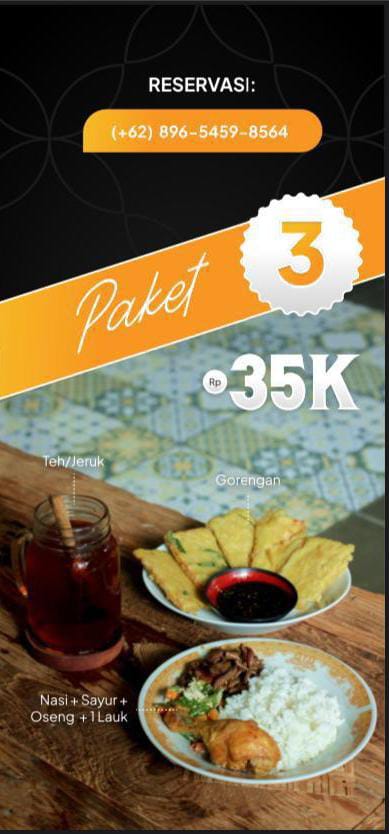 RESERVASI:
(+62) 896-5459-8564
3
Paket
Rp 35K
Teh/Jeruk
Gorengan
Nasi + Sayur +
Oseng + 1 Lauk